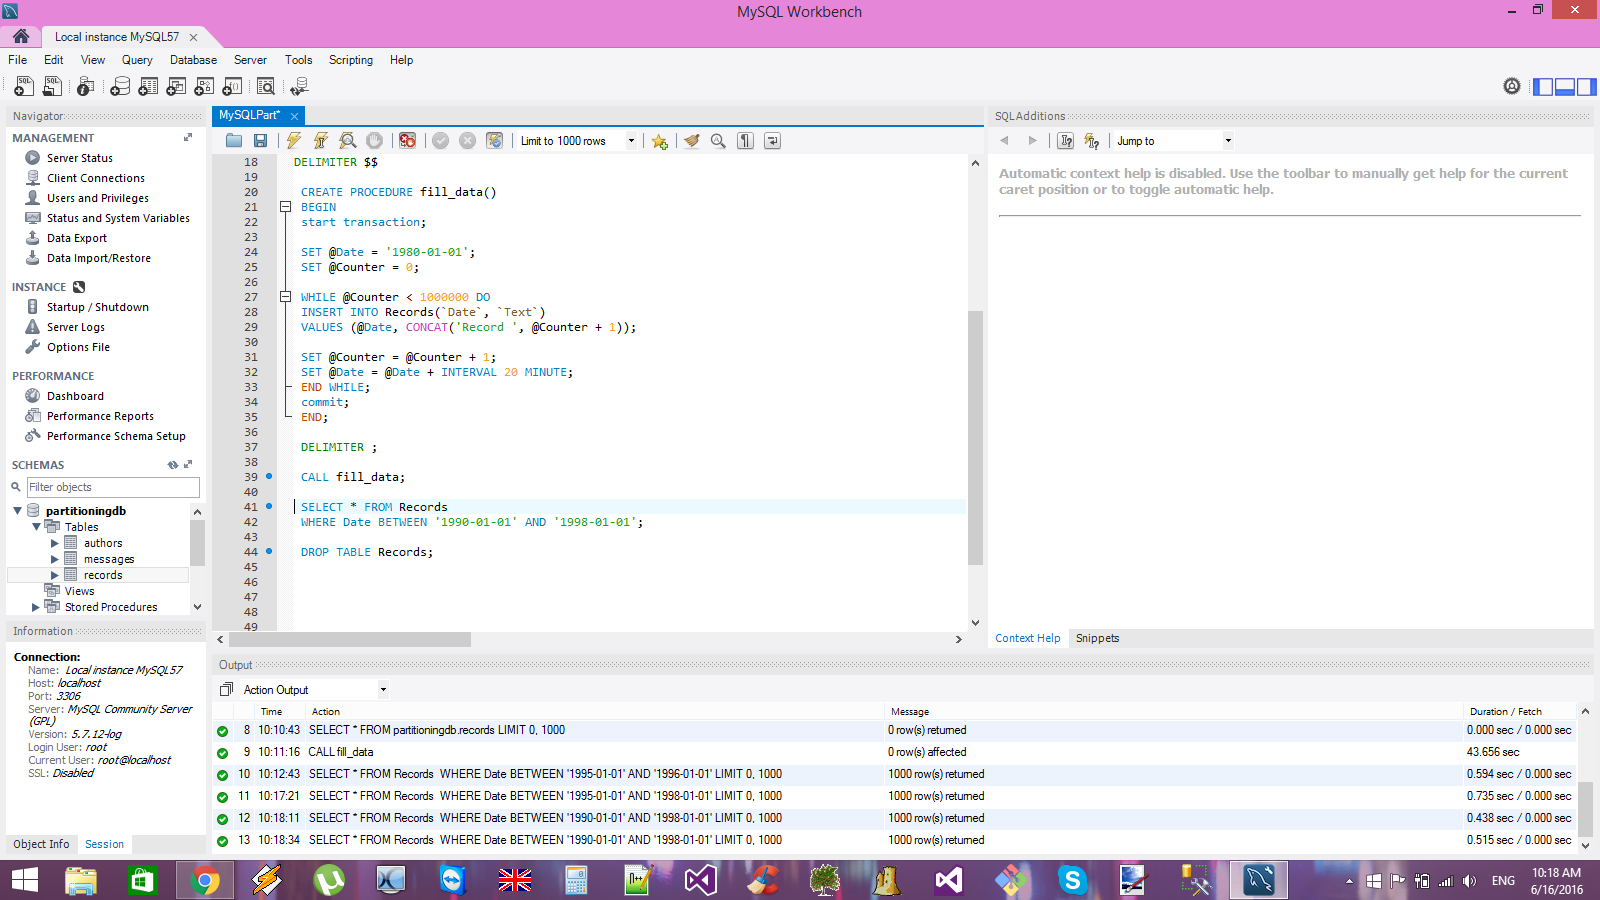 MySQL Workbench
Local instance MySQL57
File Edit View Query Database Server Tools Scripting Help
Navigator
MANAGEMENT
Server Status
Client Connections
Users and Privileges
Status and System Variables
Data Export
Data Import/Restore
INSTANCE
Startup / Shutdown
Server Logs
Options File
PERFORMANCE
Dashboard
Performance Reports
Performance Schema Setup
SCHEMAS
Filter objects
partitioningdb
Tables
authors
messages
records
Views
Stored Procedures
Information
Connection:
Name: Local instance MySQL57
Host: localhost
Port: 3306
Server: MySQL Community Server
(GPL)
Version: 5.7.12-log
Login User: root
Current User: root@localhost
SSL: Disabled
Object Info Session
MySQLPart*
Limit to 1000 rows
18 DELIMITER $$
19
20 CREATE PROCEDURE fill_data()
21 BEGIN
22 start transaction;
23
24 SET @Date = '1980-01-01';
25 SET @Counter = 0;
26
27 WHILE @Counter < 1000000 DO
28 INSERT INTO Records(`Date`, `Text`)
29 VALUES (@Date, CONCAT('Record ', @Counter + 1));
30
31 SET @Counter = @Counter + 1;
32 SET @Date = @Date + INTERVAL 20 MINUTE;
33 END WHILE;
34 commit;
35 END;
36
37 DELIMITER ;
38
39 CALL fill_data;
40
41 SELECT * FROM Records
42 WHERE Date BETWEEN '1990-01-01' AND '1998-01-01';
43
44 DROP TABLE Records;
45
46
47
48
49
SQLAdditions
Jump to
Automatic context help is disabled. Use the toolbar to manually get help for the current
caret position or to toggle automatic help.
Context Help Snippets
Output
Action Output
Time Action Message Duration / Fetch
8 10:10:43 SELECT * FROM partitioningdb.records LIMIT 0, 1000 0 row(s) returned 0.000 sec / 0.000 sec
9 10:11:16 CALL fill_data 0 row(s) affected 43.656 sec
10 10:12:43 SELECT * FROM Records WHERE Date BETWEEN '1995-01-01' AND '1996-01-01' LIMIT 0, 1000 1000 row(s) returned 0.594 sec / 0.000 sec
11 10:17:21 SELECT * FROM Records WHERE Date BETWEEN '1995-01-01' AND '1998-01-01' LIMIT 0, 1000 1000 row(s) returned 0.735 sec / 0.000 sec
12 10:18:11 SELECT * FROM Records WHERE Date BETWEEN '1990-01-01' AND '1998-01-01' LIMIT 0, 1000 1000 row(s) returned 0.438 sec / 0.000 sec
13 10:18:34 SELECT * FROM Records WHERE Date BETWEEN '1990-01-01' AND '1998-01-01' LIMIT 0, 1000 1000 row(s) returned 0.515 sec / 0.000 sec
ENG
10:18 AM
6/16/2016